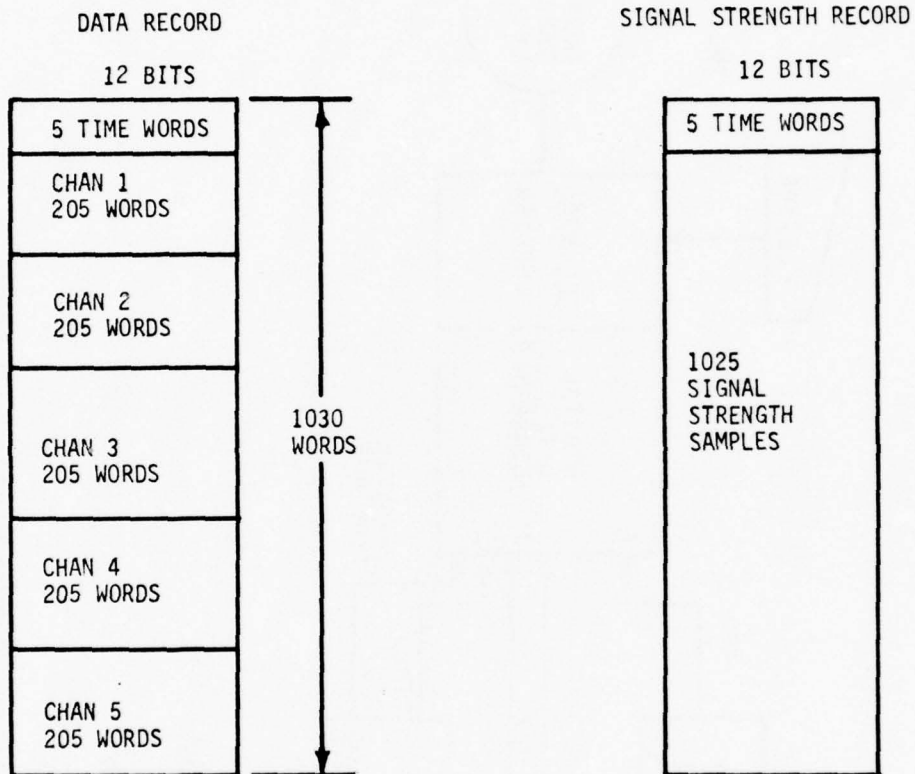 DATA RECORD
12 BITS
5 TIME WORDS
CHAN 1
205 WORDS
CHAN 2
205 WORDS
CHAN 3
205 WORDS
CHAN 4
205 WORDS
CHAN 5
205 WORDS
1030
WORDS
SIGNAL STRENGTH RECORD
12 BITS
5 TIME WORDS
1025
SIGNAL
STRENGTH
SAMPLES